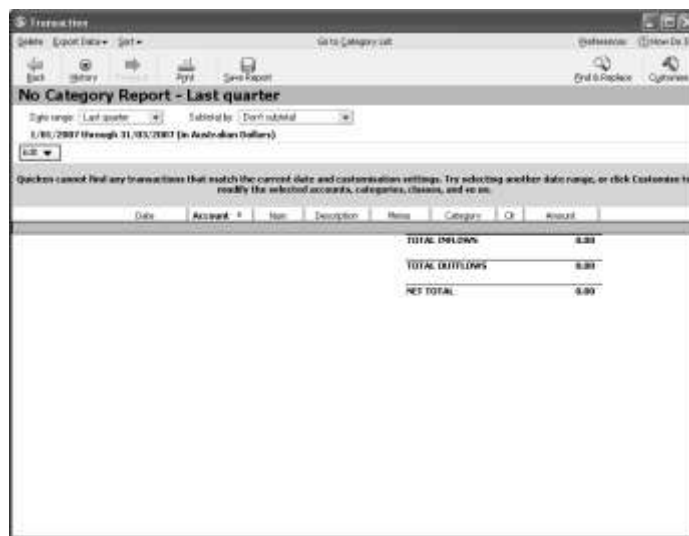 Transaction
Delete Export Data Sort Go to Category List Preferences How Do I
Back History Print Save Report Find & Replace Customise
No Category Report - Last quarter
Date range: Last quarter Subtotal by: Don't subtotal
1/01/2007 through 31/03/2007 (in Australian Dollars)
Edit
Quicken cannot find any transactions that match the current date and customisation settings. Try selecting another date range, or click Customise to
modify the selected accounts, categories, classes, and so on.
Date Account Num Description Memo Category Clr Amount
TOTAL INFLOWS 0.00
TOTAL OUTFLOWS 0.00
NET TOTAL 0.00